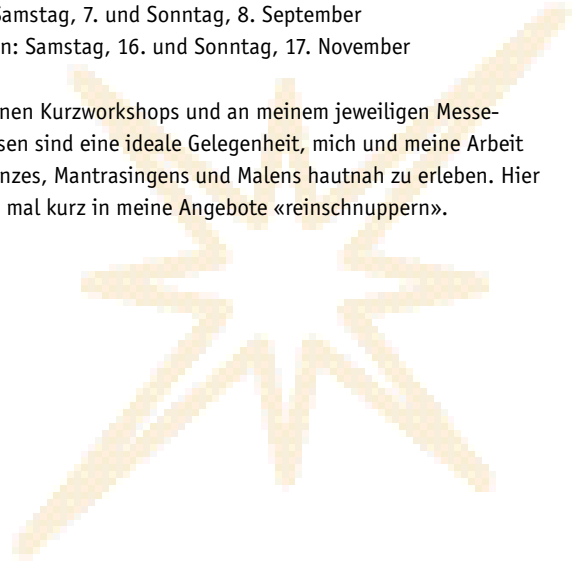 Samstag, 7. und Sonntag, 8. September
n: Samstag, 16. und Sonntag, 17. November
nen Kurzworkshops und an meinem jeweiligen Messe-
sen sind eine ideale Gelegenheit, mich und meine Arbeit
nzes, Mantrasingens und Malens hautnah zu erleben. Hier
mal kurz in meine Angebote «reinschnuppern».